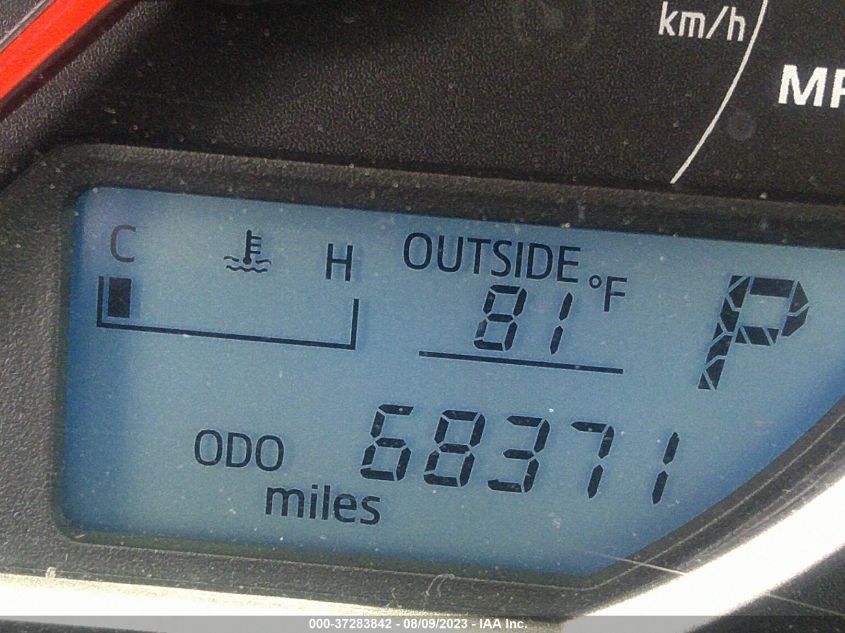 km/h
C H
OUTSIDE
81 °F
P
ODO 68371
miles
000-37283842 - 08/09/2023 - IAA Inc.